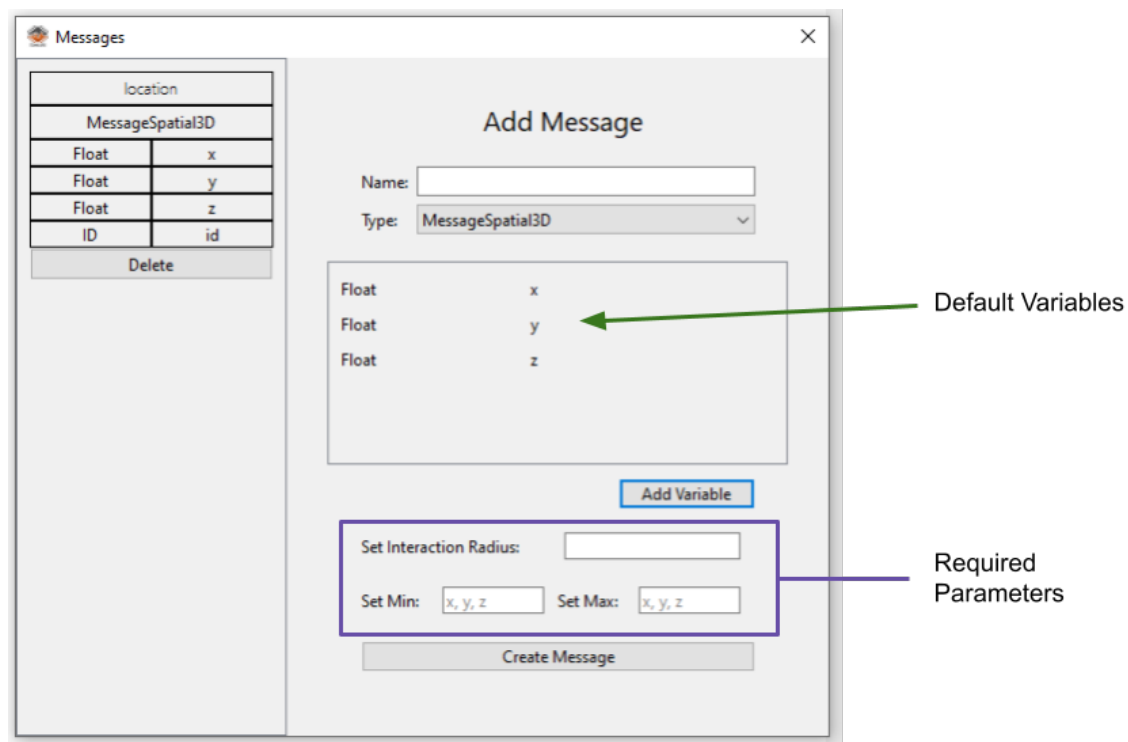 Messages
location
MessageSpatial3D
Float x
Float y
Float z
ID id
Delete
Add Message
Name:
Type: MessageSpatial3D
Float x
Float y
Float z
Default Variables
Add Variable
Set Interaction Radius:
Set Min: x, y, z Set Max: x, y, z
Required
Parameters
Create Message